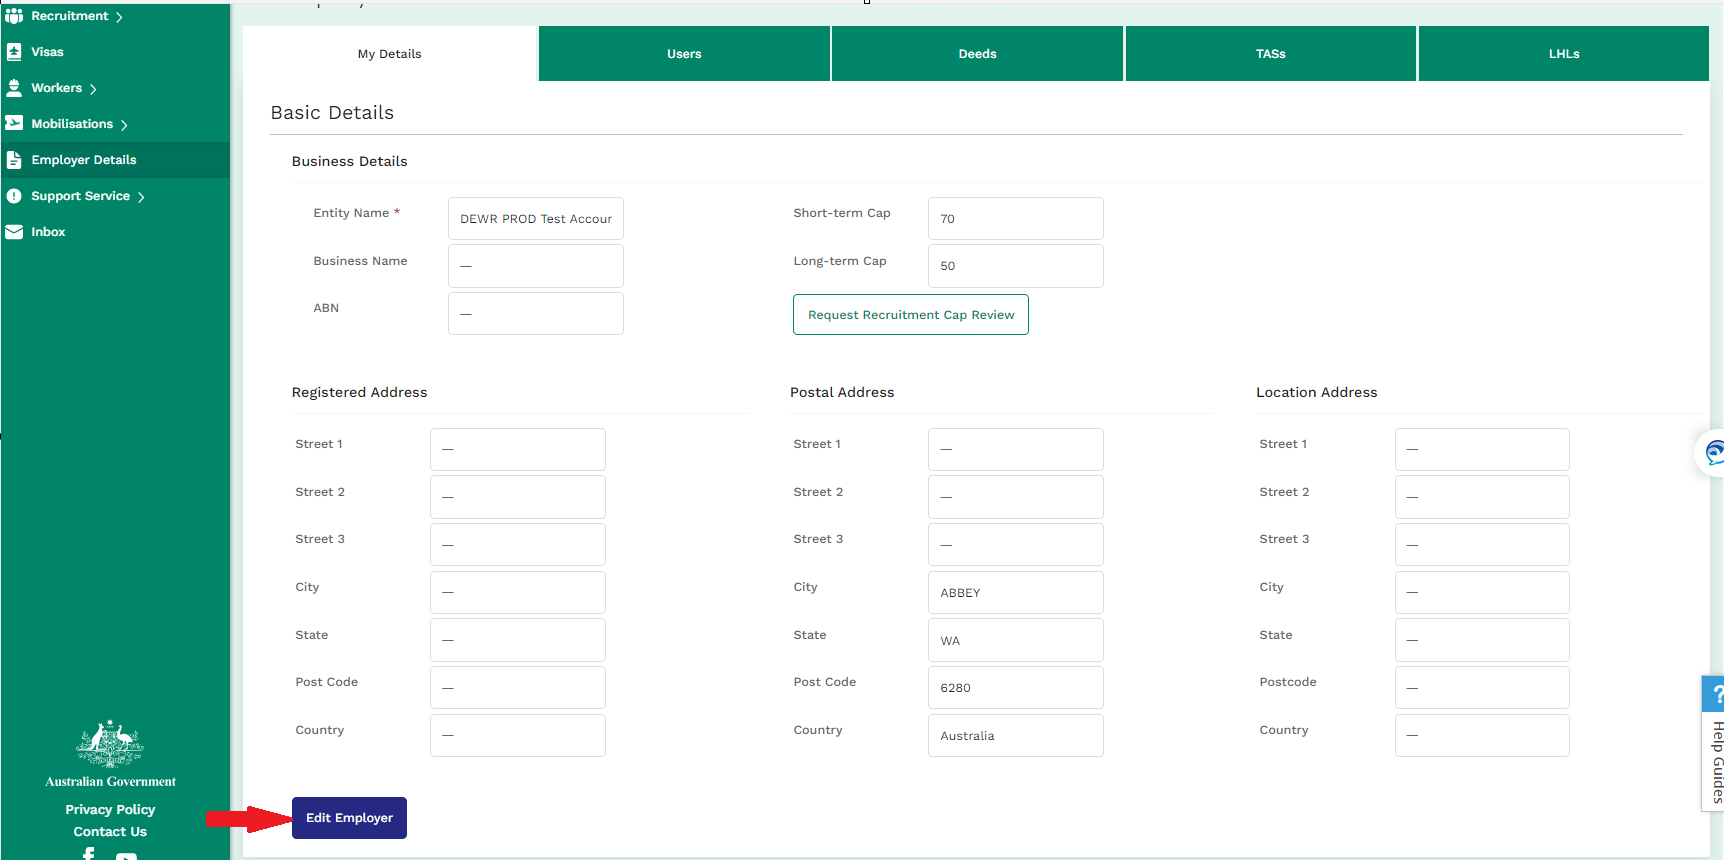 Recruitment
Visas
Workers
Mobilisations
Employer Details
Support Service
Inbox
Australian Government
Privacy Policy
Contact Us
My Details
Users
Deeds
TASs
LHLs
Basic Details
Business Details
Entity Name * DEWR PROD Test Accour
Business Name —
ABN —
Short-term Cap 70
Long-term Cap 50
Request Recruitment Cap Review
Registered Address
Street 1 —
Street 2 —
Street 3 —
City —
State —
Post Code —
Country —
Postal Address
Street 1 —
Street 2 —
Street 3 —
City ABBEY
State WA
Post Code 6280
Country Australia
Location Address
Street 1 —
Street 2 —
Street 3 —
City —
State —
Postcode —
Country —
Edit Employer
?
Help Guides